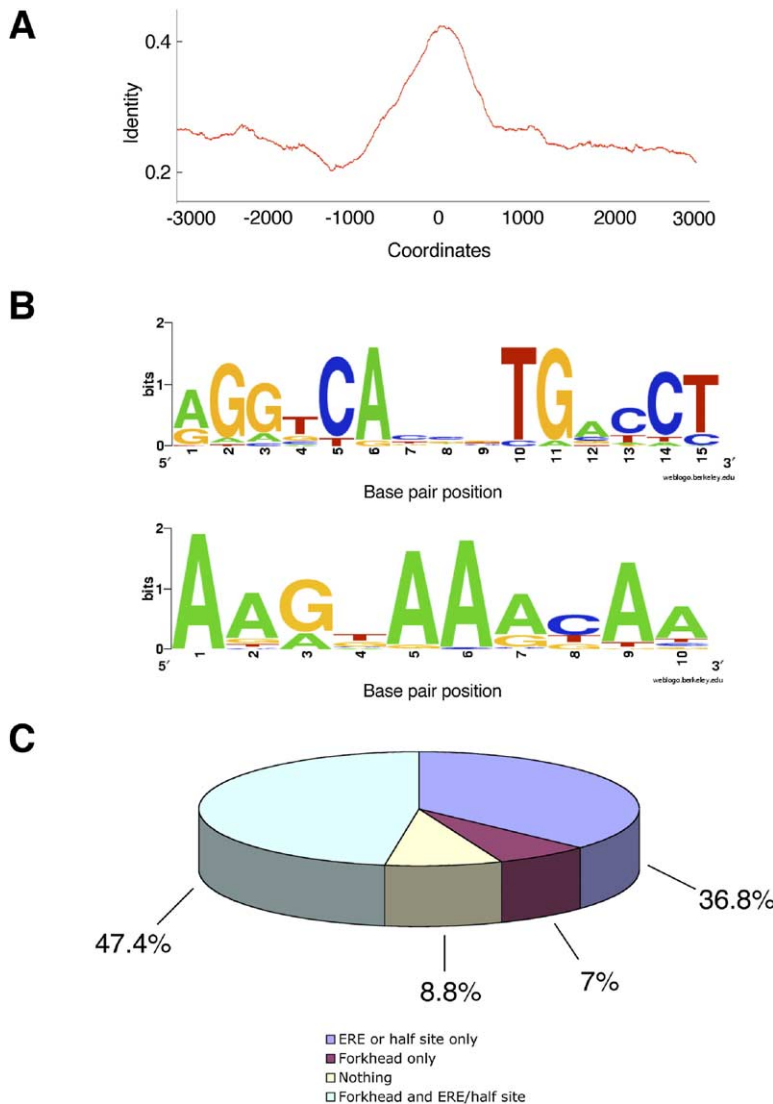 A
0.4
Identity
0.2
-3000 -2000 -1000 0 1000 2000 3000
Coordinates
B
2
bits
1
0
AGGTCA TGACCT
5′ 1 2 3 4 5 6 7 8 9 10 11 12 13 14 15 3′
weblogo.berkeley.edu
Base pair position
2
bits
1
0
AAGTAAACAA
5′ 1 2 3 4 5 6 7 8 9 10 3′
weblogo.berkeley.edu
Base pair position
C
36.8%
47.4%
7%
8.8%
ERE or half site only
Forkhead only
Nothing
Forkhead and ERE/half site